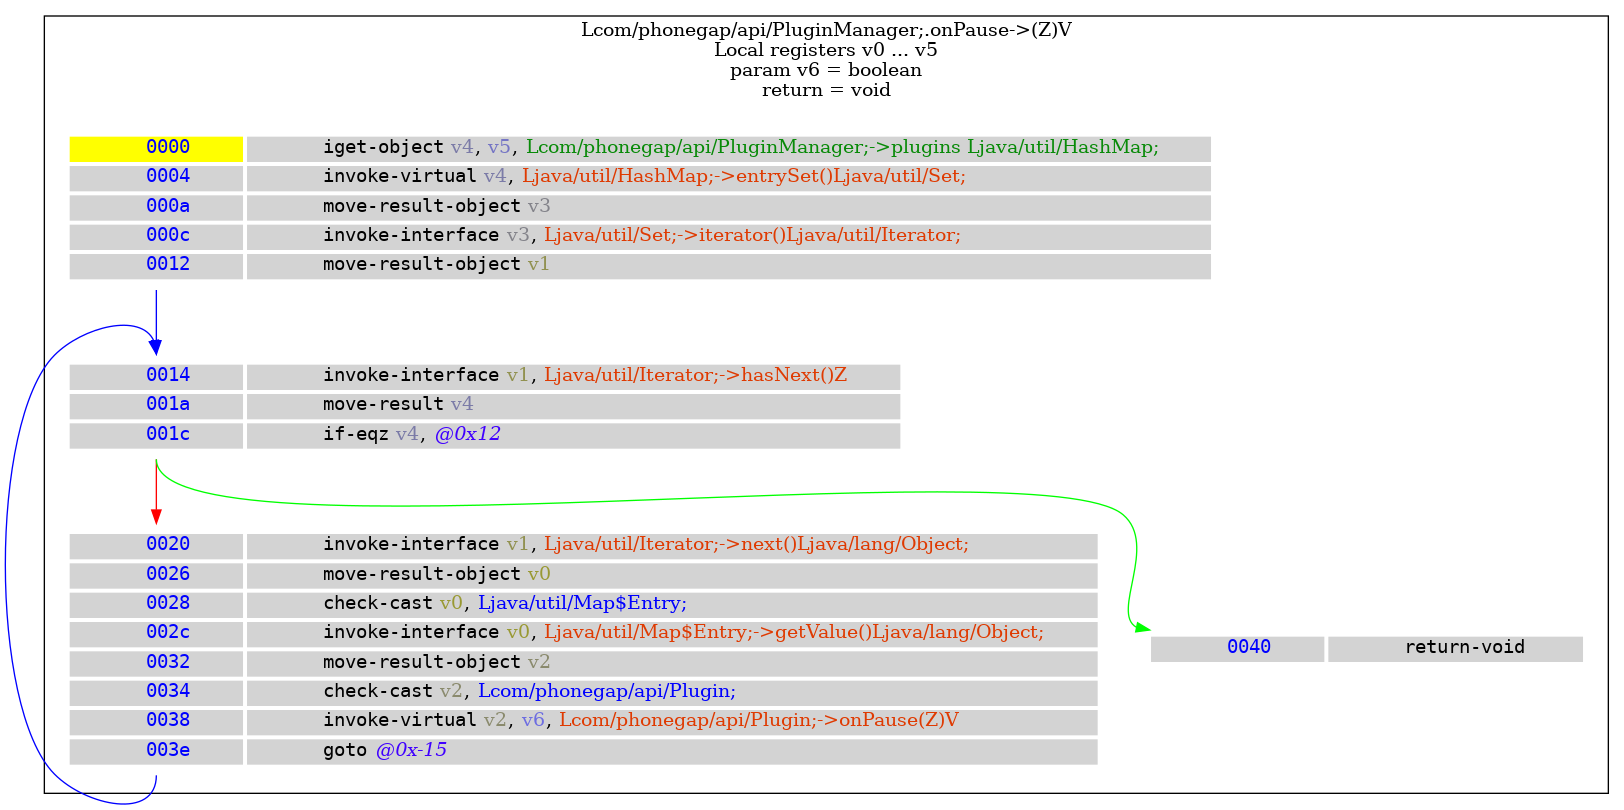 Lcom/phonegap/api/PluginManager;.onPause->(Z)V
Local registers v0 ... v5
param v6 = boolean
return = void
0000 iget-object v4, v5, Lcom/phonegap/api/PluginManager;->plugins Ljava/util/HashMap;
0004 invoke-virtual v4, Ljava/util/HashMap;->entrySet()Ljava/util/Set;
000a move-result-object v3
000c invoke-interface v3, Ljava/util/Set;->iterator()Ljava/util/Iterator;
0012 move-result-object v1
0014 invoke-interface v1, Ljava/util/Iterator;->hasNext()Z
001a move-result v4
001c if-eqz v4, @0x12
0020 invoke-interface v1, Ljava/util/Iterator;->next()Ljava/lang/Object;
0026 move-result-object v0
0028 check-cast v0, Ljava/util/Map$Entry;
002c invoke-interface v0, Ljava/util/Map$Entry;->getValue()Ljava/lang/Object;
0032 move-result-object v2
0034 check-cast v2, Lcom/phonegap/api/Plugin;
0038 invoke-virtual v2, v6, Lcom/phonegap/api/Plugin;->onPause(Z)V
003e goto @0x-15
0040 return-void